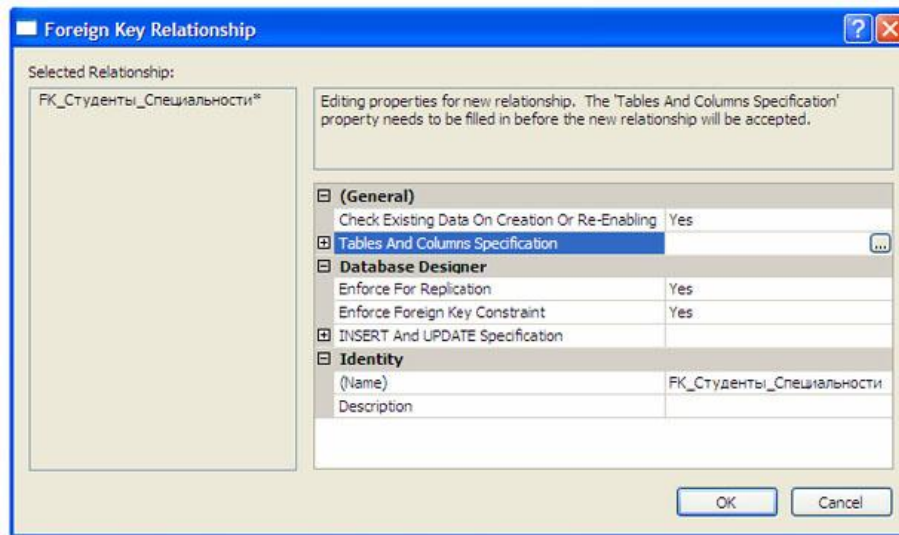 Foreign Key Relationship
Selected Relationship:
FK_Студенты_Специальности*
Editing properties for new relationship. The 'Tables And Columns Specification'
property needs to be filled in before the new relationship will be accepted.
(General)
Check Existing Data On Creation Or Re-Enabling Yes
Tables And Columns Specification ...
Database Designer
Enforce For Replication Yes
Enforce Foreign Key Constraint Yes
INSERT And UPDATE Specification
Identity
(Name) FK_Студенты_Специальности
Description
OK Cancel